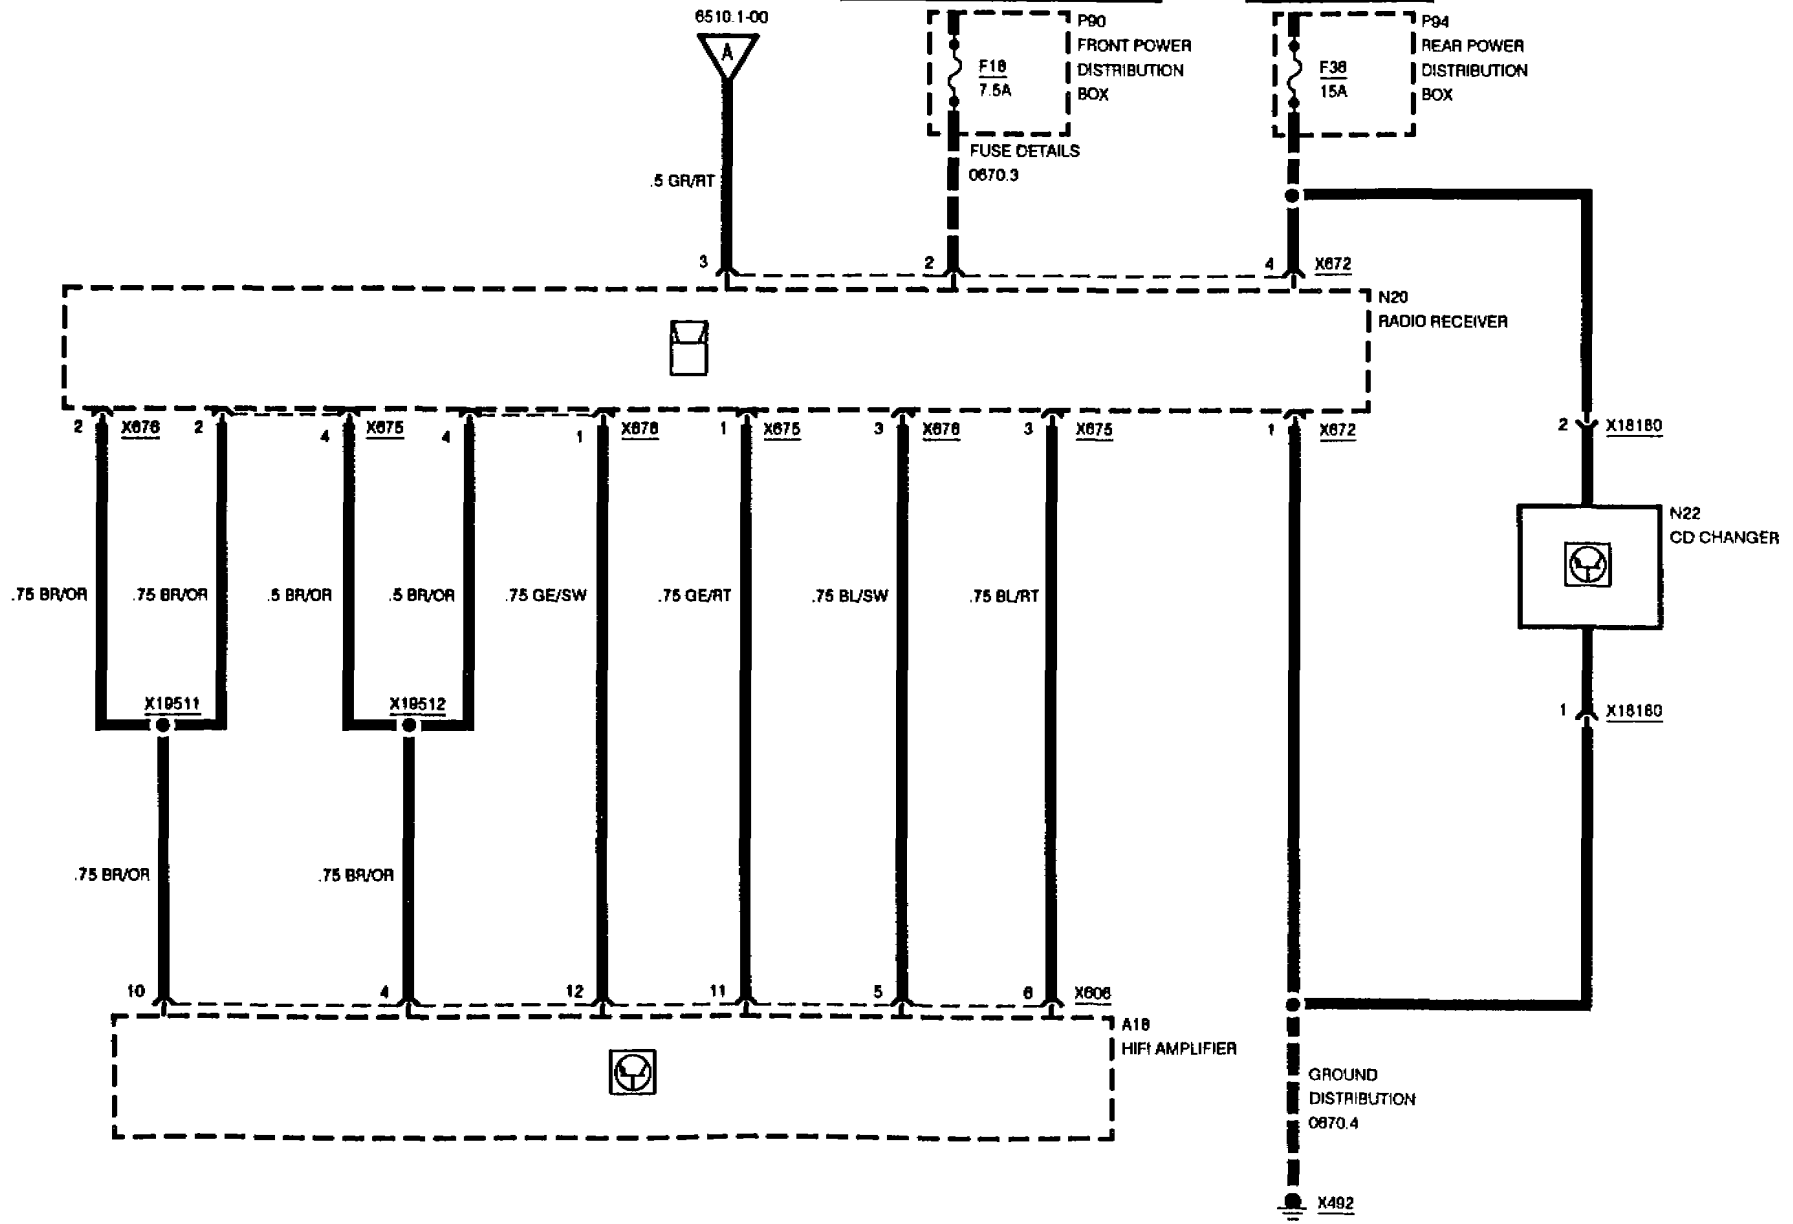 6510.1-00
A
.5 GR/RT
P90
FRONT POWER
DISTRIBUTION
BOX
F18
7.5A
FUSE DETAILS
0670.3
P94
REAR POWER
DISTRIBUTION
BOX
F38
15A
3
2
4
X672
N20
RADIO RECEIVER
2
X676
2
4
X675
4
1
X676
1
X675
3
X676
3
X675
1
X672
2
X18180
N22
CD CHANGER
.75 BR/OR
.75 BR/OR
.5 BR/OR
.5 BR/OR
.75 GE/SW
.75 GE/RT
.75 BL/SW
.75 BL/RT
X19511
X19512
1
X18180
.75 BR/OR
.75 BR/OR
10
4
12
11
5
6
X606
A18
HIFI AMPLIFIER
GROUND
DISTRIBUTION
0670.4
X492